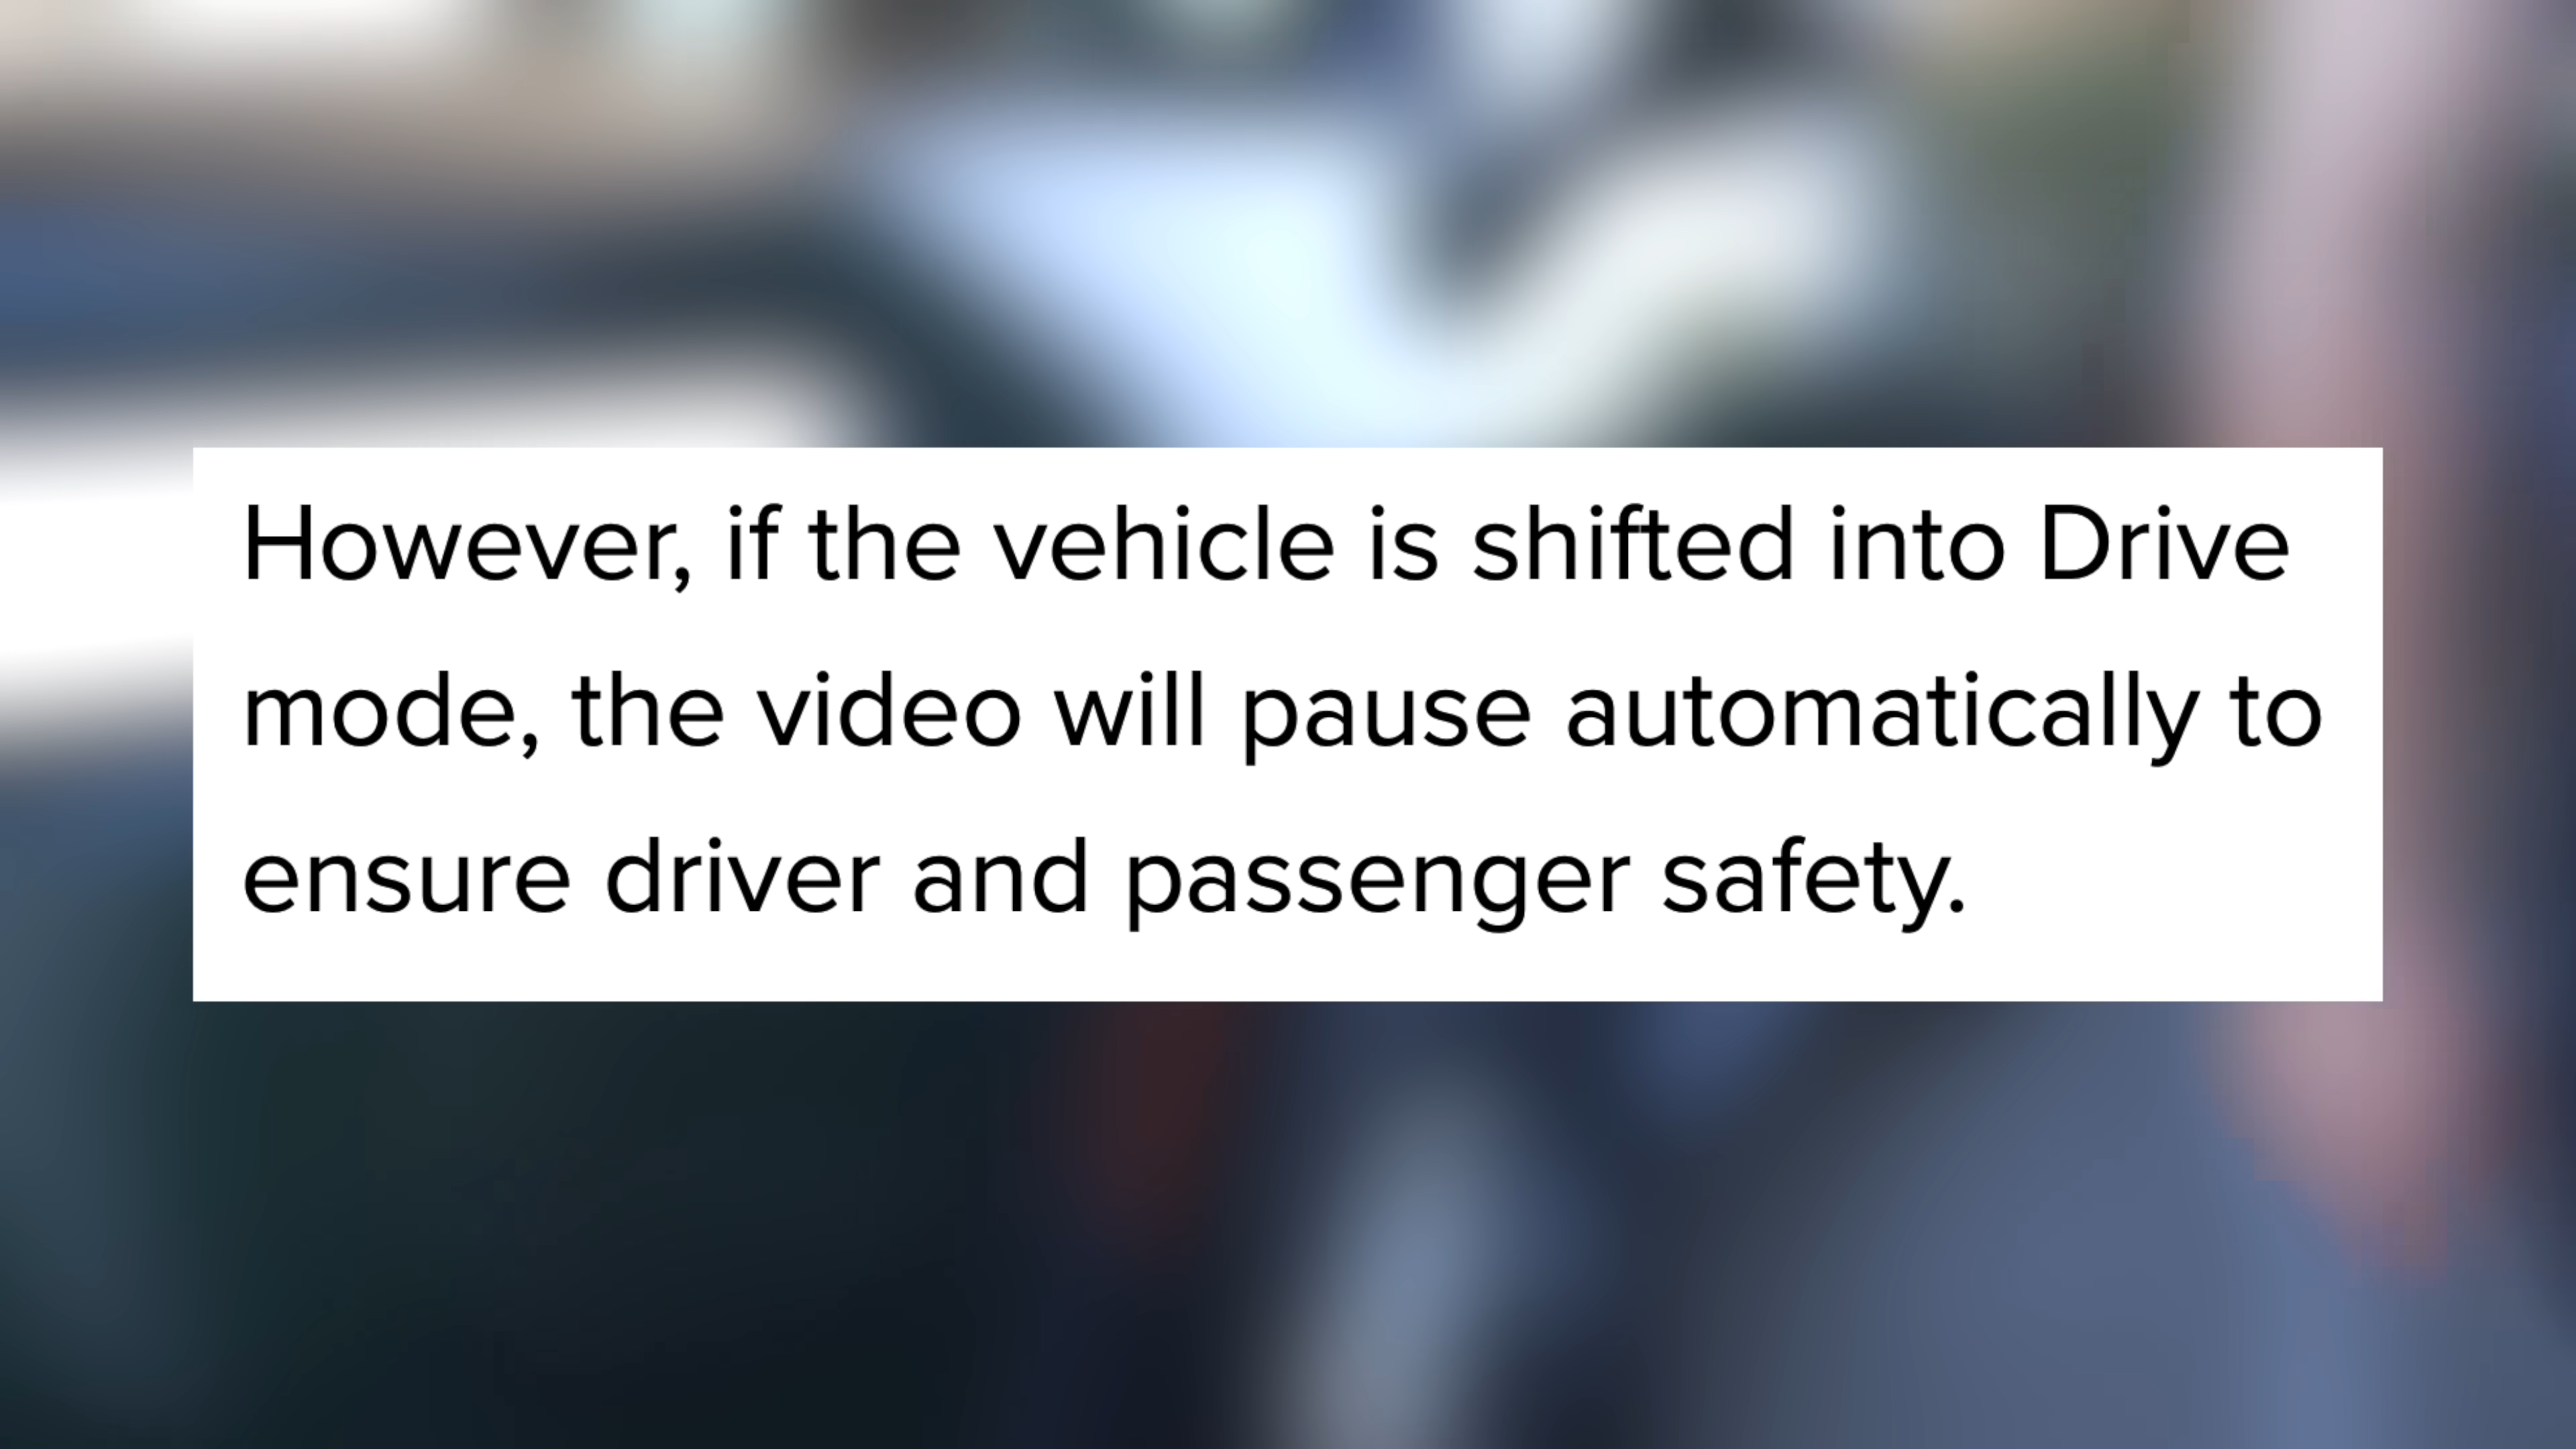 However, if the vehicle is shifted into Drive
mode, the video will pause automatically to
ensure driver and passenger safety.